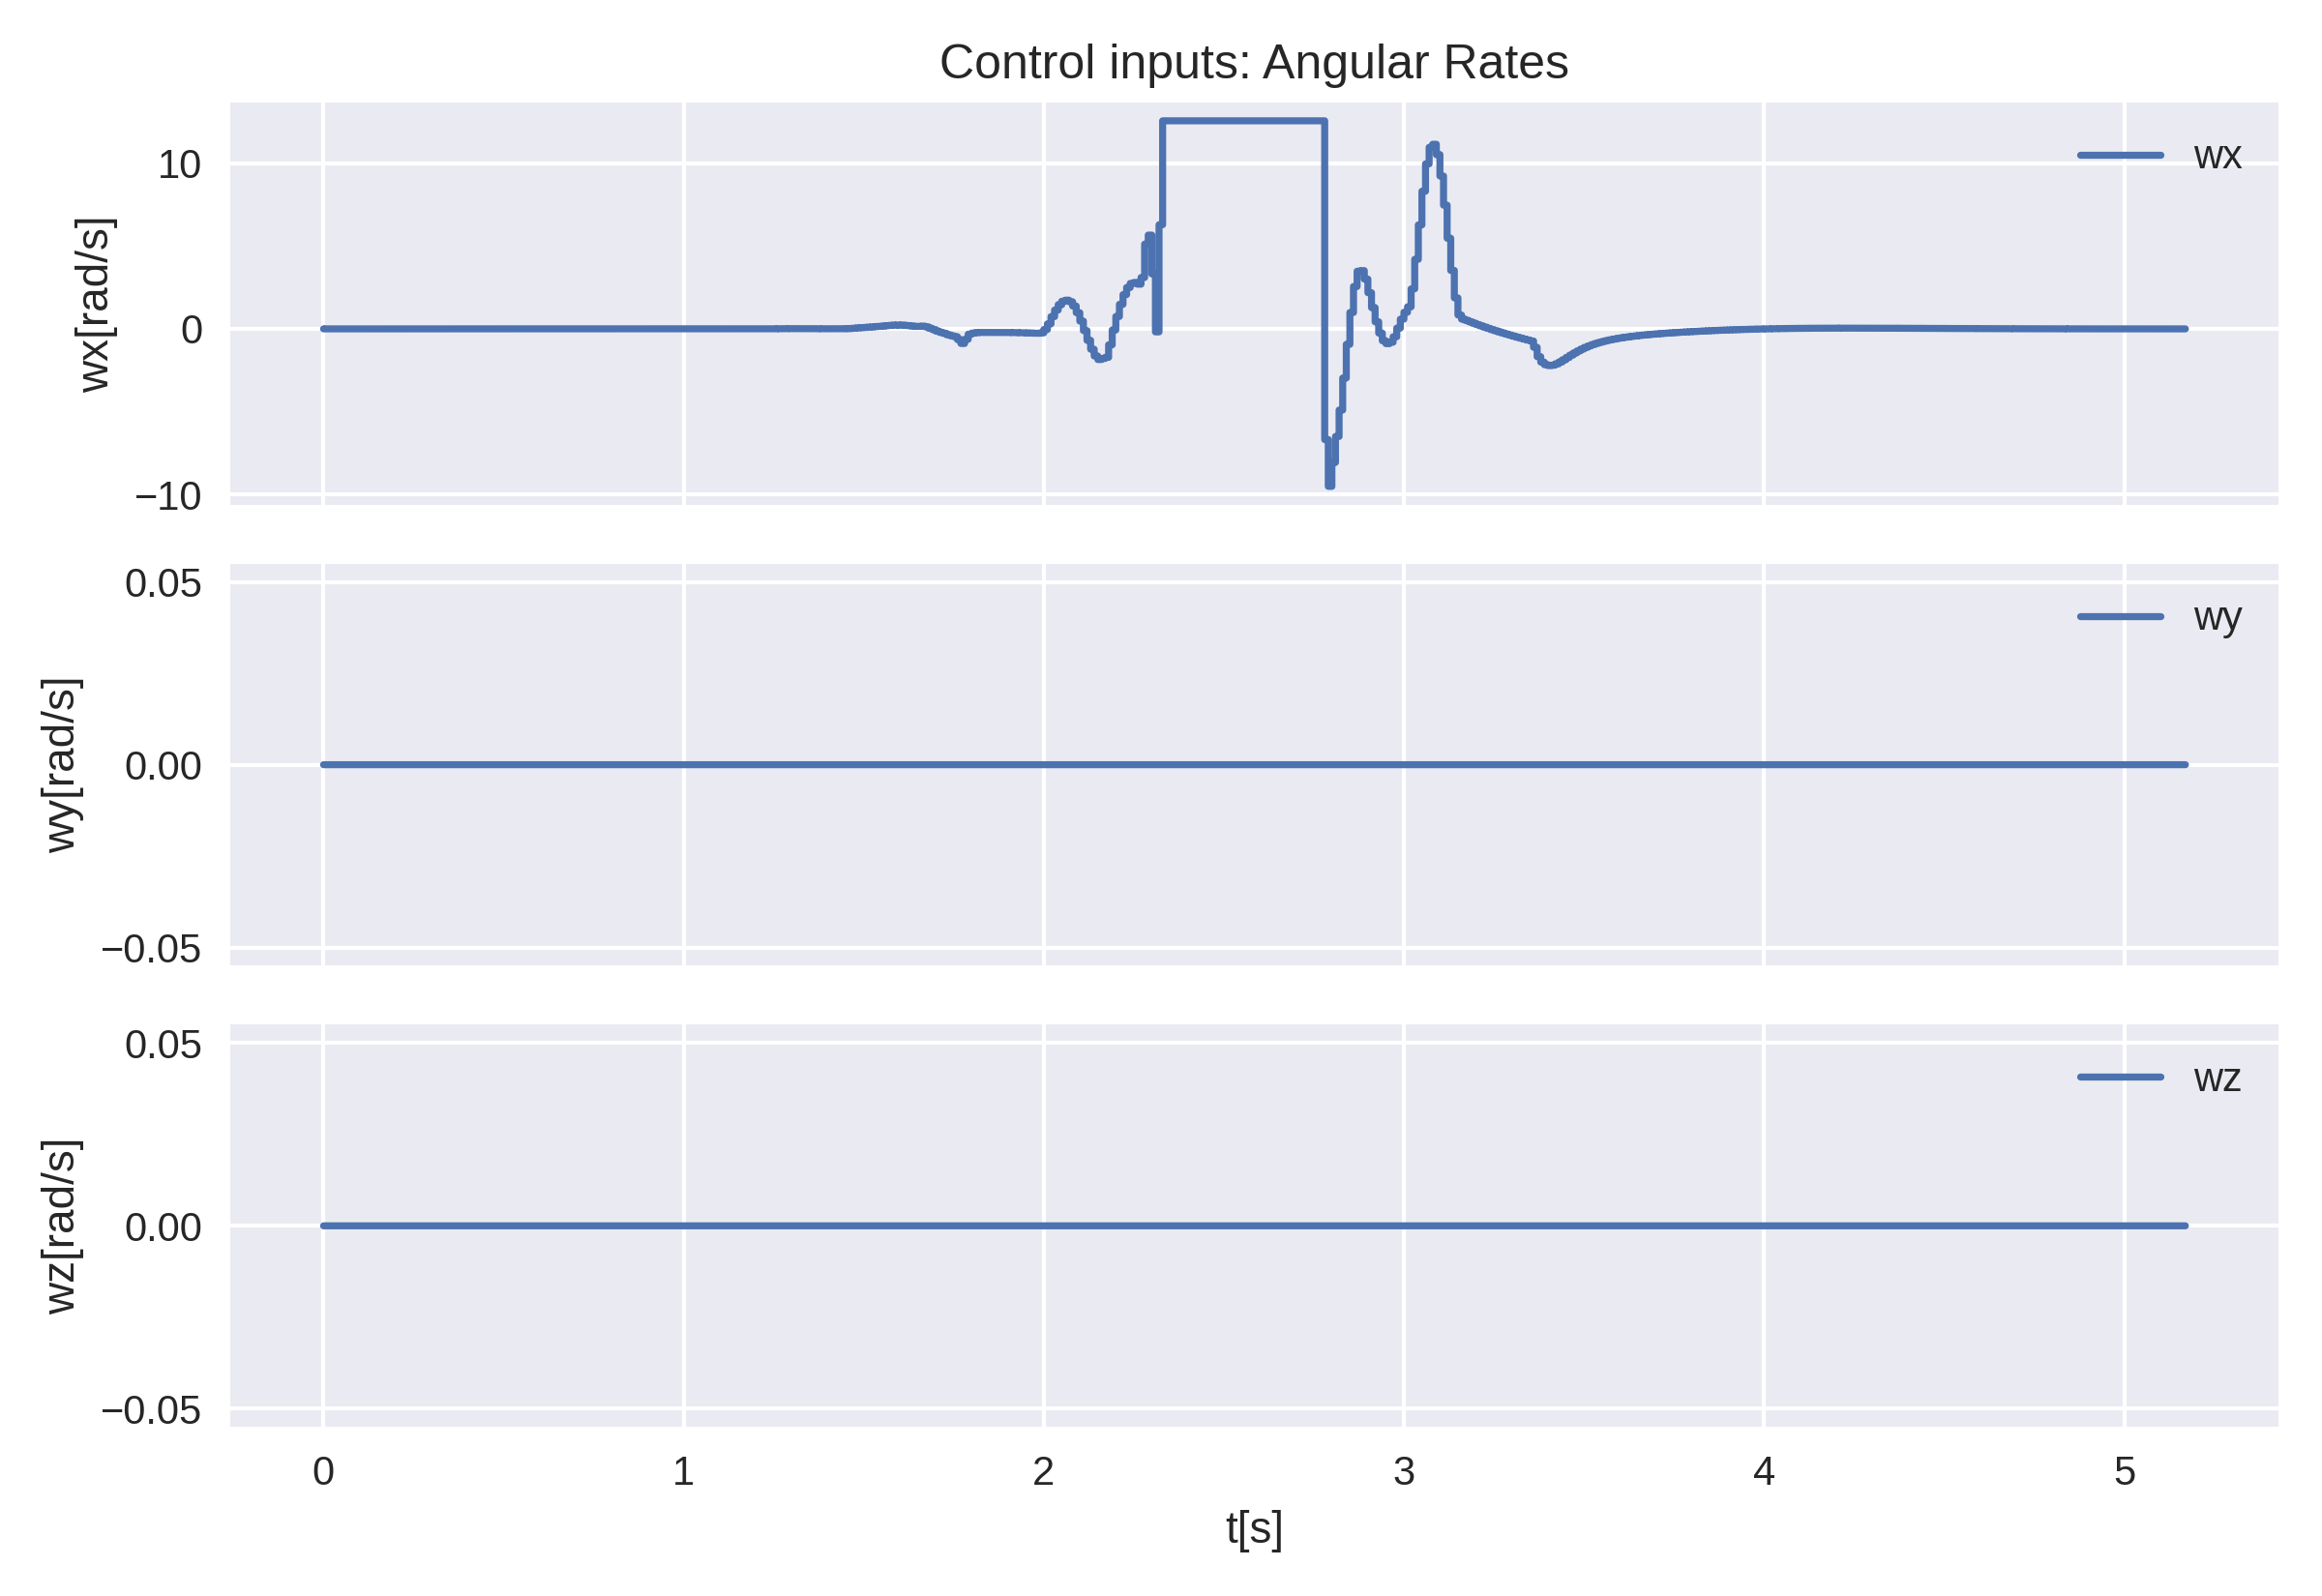 Control inputs: Angular Rates
10
0
−10
wx[rad/s]
wx
0.05
0.00
−0.05
wy[rad/s]
wy
0.05
0.00
−0.05
wz[rad/s]
wz
0 1 2 3 4 5
t[s]